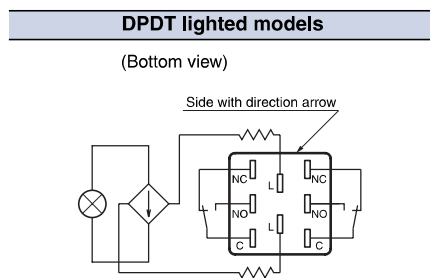 DPDT lighted models
(Bottom view)
Side with direction arrow
NC NC
L
NO NO
L
C C